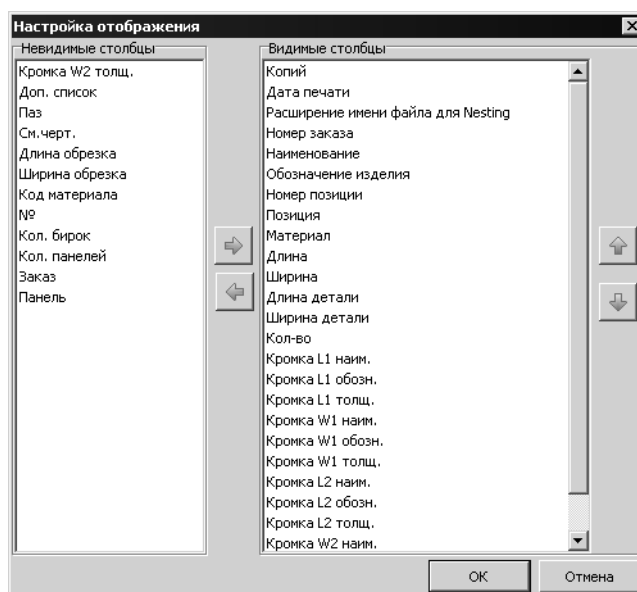 Настройка отображения
Невидимые столбцы
Кромка W2 толщ.
Доп. список
Паз
См.черт.
Длина обрезка
Ширина обрезка
Код материала
№
Кол. бирок
Кол. панелей
Заказ
Панель
Видимые столбцы
Копий
Дата печати
Расширение имени файла для Nesting
Номер заказа
Наименование
Обозначение изделия
Номер позиции
Позиция
Материал
Длина
Ширина
Длина детали
Ширина детали
Кол-во
Кромка L1 наим.
Кромка L1 обозн.
Кромка L1 толщ.
Кромка W1 наим.
Кромка W1 обозн.
Кромка W1 толщ.
Кромка L2 наим.
Кромка L2 обозн.
Кромка L2 толщ.
Кромка W2 наим.
ОК
Отмена